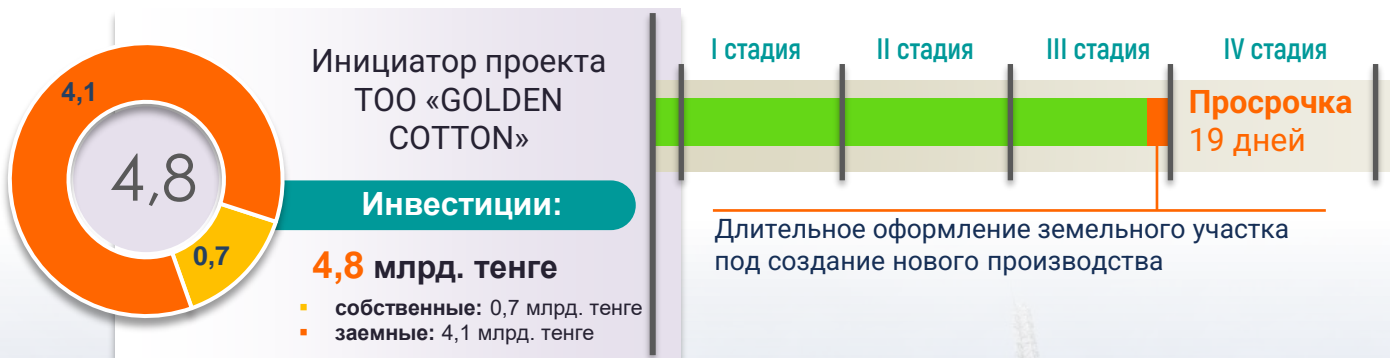 4,1
4,8
0,7
Инициатор проекта
ТОО «GOLDEN
COTTON»
Инвестиции:
4,8 млрд. тенге
собственные: 0,7 млрд. тенге
заемные: 4,1 млрд. тенге
I стадия
II стадия
III стадия
IV стадия
Просрочка
19 дней
Длительное оформление земельного участка
под создание нового производства